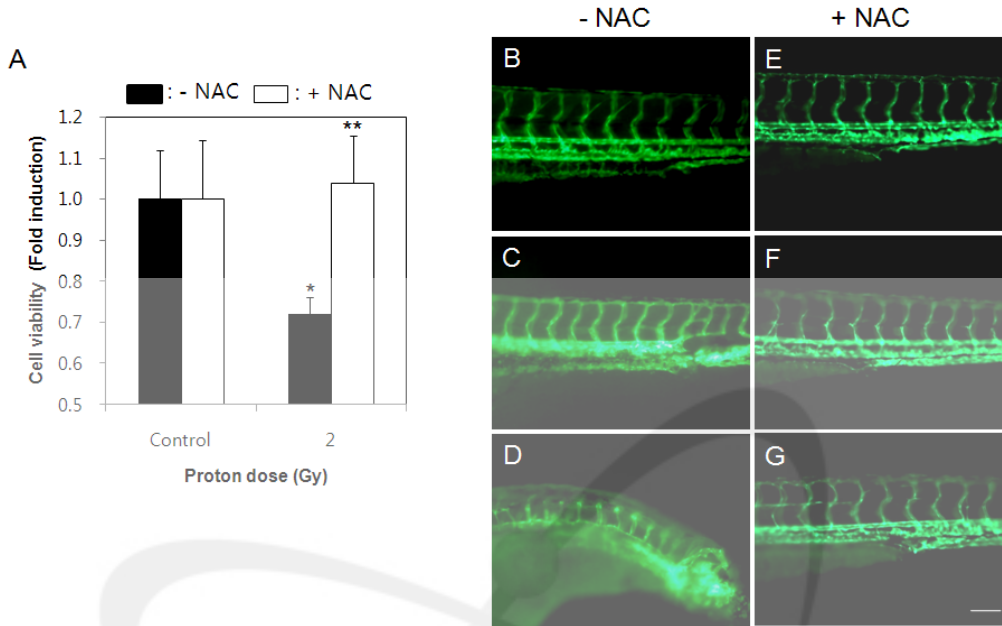 - NAC
+ NAC
A
: - NAC
: + NAC
Cell viability (Fold induction)
1.2
1.1
1.0
0.9
0.8
0.7
0.6
0.5
**
*
Control
2
Proton dose (Gy)
B
E
C
F
D
G